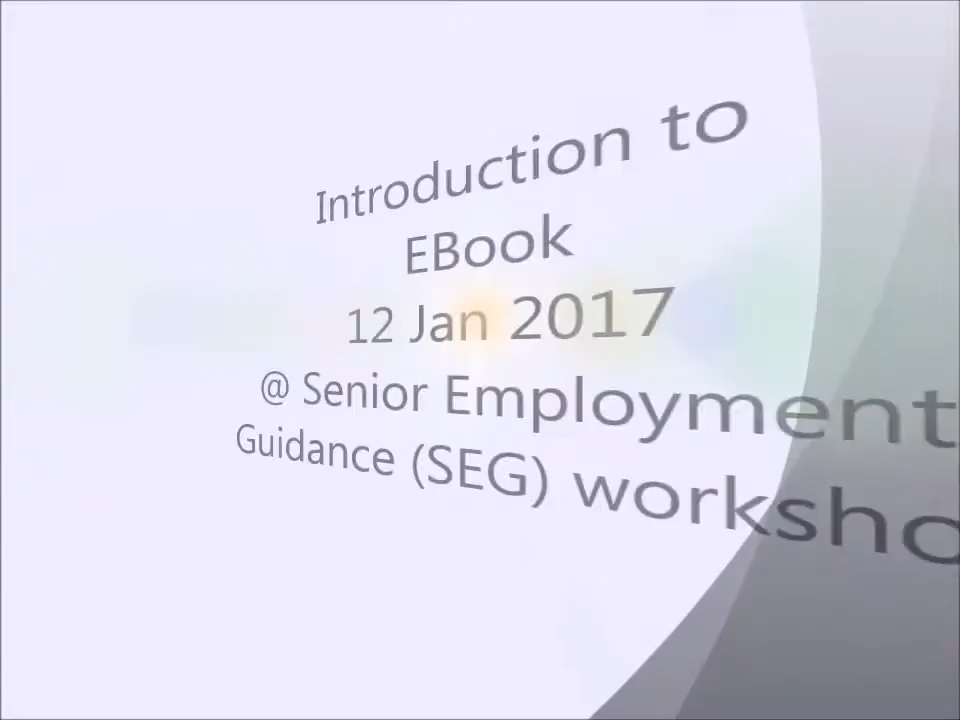 Introduction to
EBook
12 Jan 2017
@ Senior Employment
Guidance (SEG) worksho